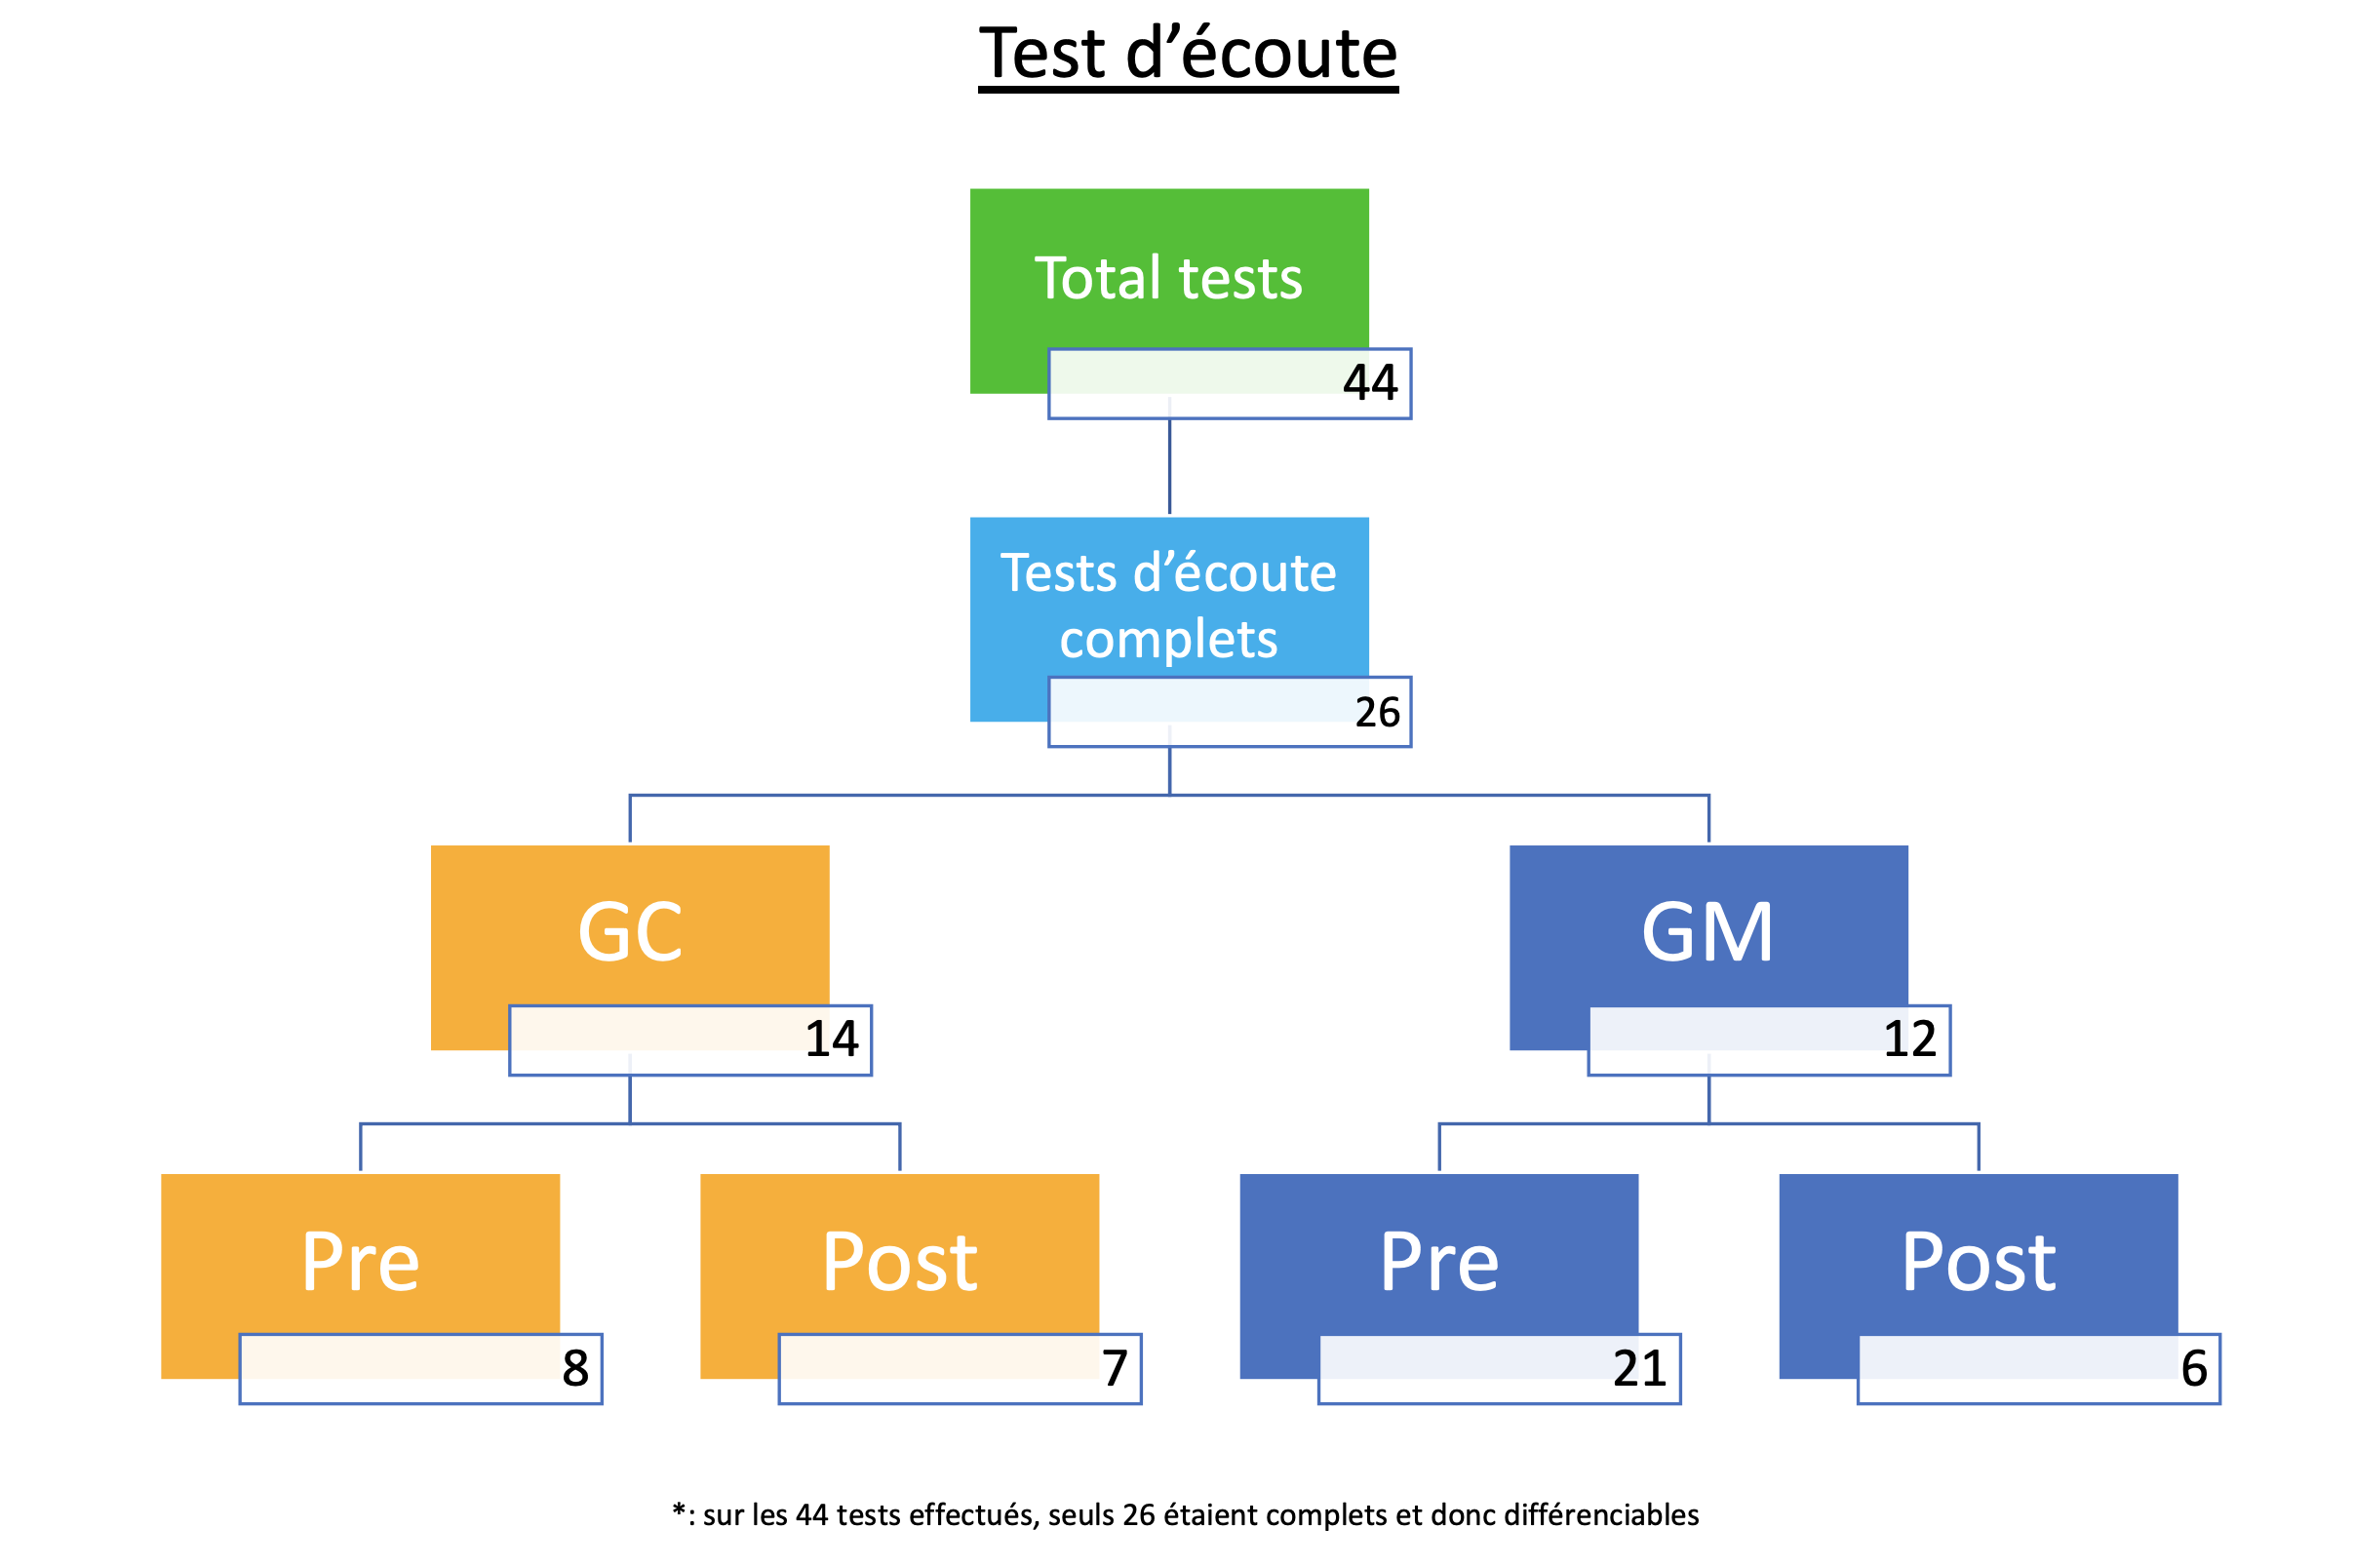 Test d’écoute
Total tests
44
Tests d’écoute
complets
26
GC
14
GM
12
Pre
8
Post
7
Pre
21
Post
6
*: sur les 44 tests effectués, seuls 26 étaient complets et donc différenciables